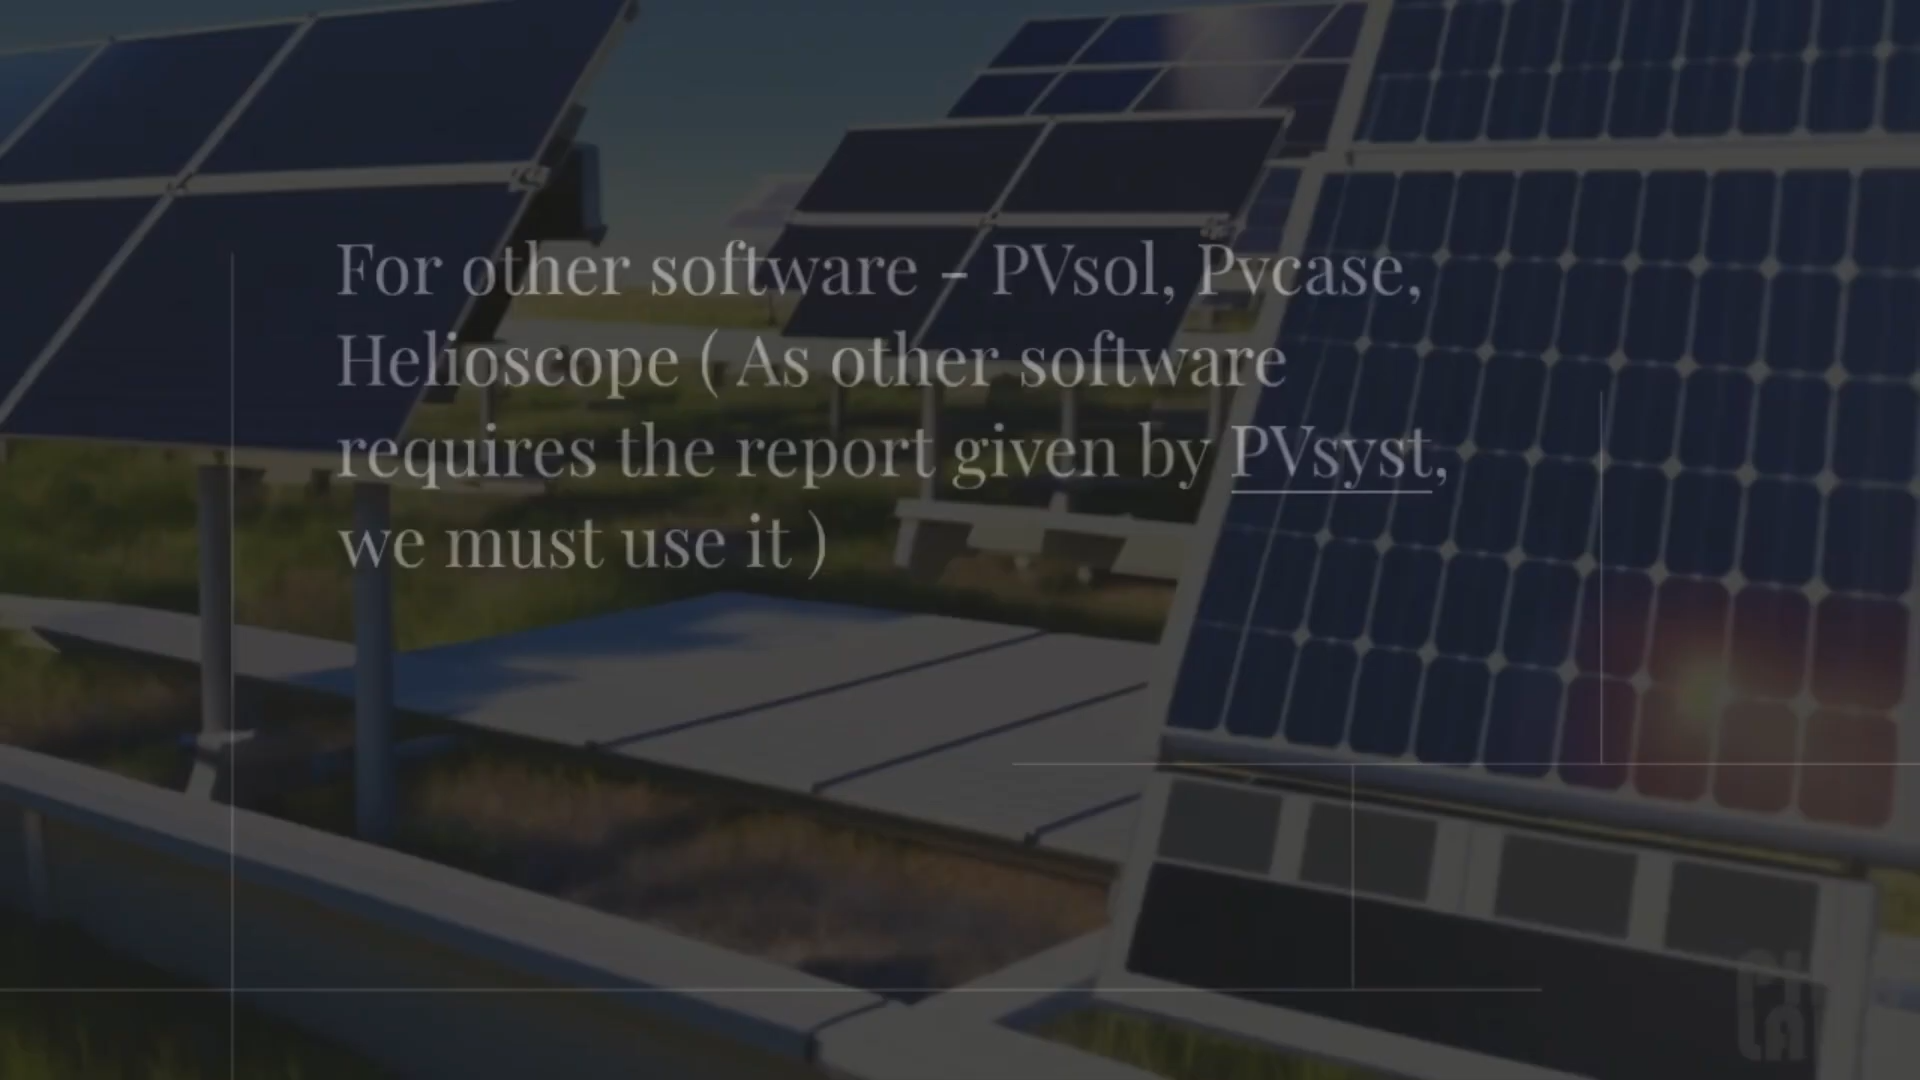 For other software - PVsol, Pvcase,
Helioscope ( As other software
requires the report given by PVsyst,
we must use it )